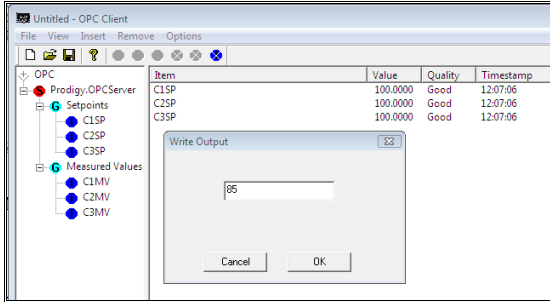 Untitled - OPC Client
File View Insert Remove Options
OPC
Prodigy.OPCServer
Setpoints
C1SP
C2SP
C3SP
Measured Values
C1MV
C2MV
C3MV
Item Value Quality Timestamp
C1SP 100.0000 Good 12:07:06
C2SP 100.0000 Good 12:07:06
C3SP 100.0000 Good 12:07:06
Write Output
85
Cancel OK